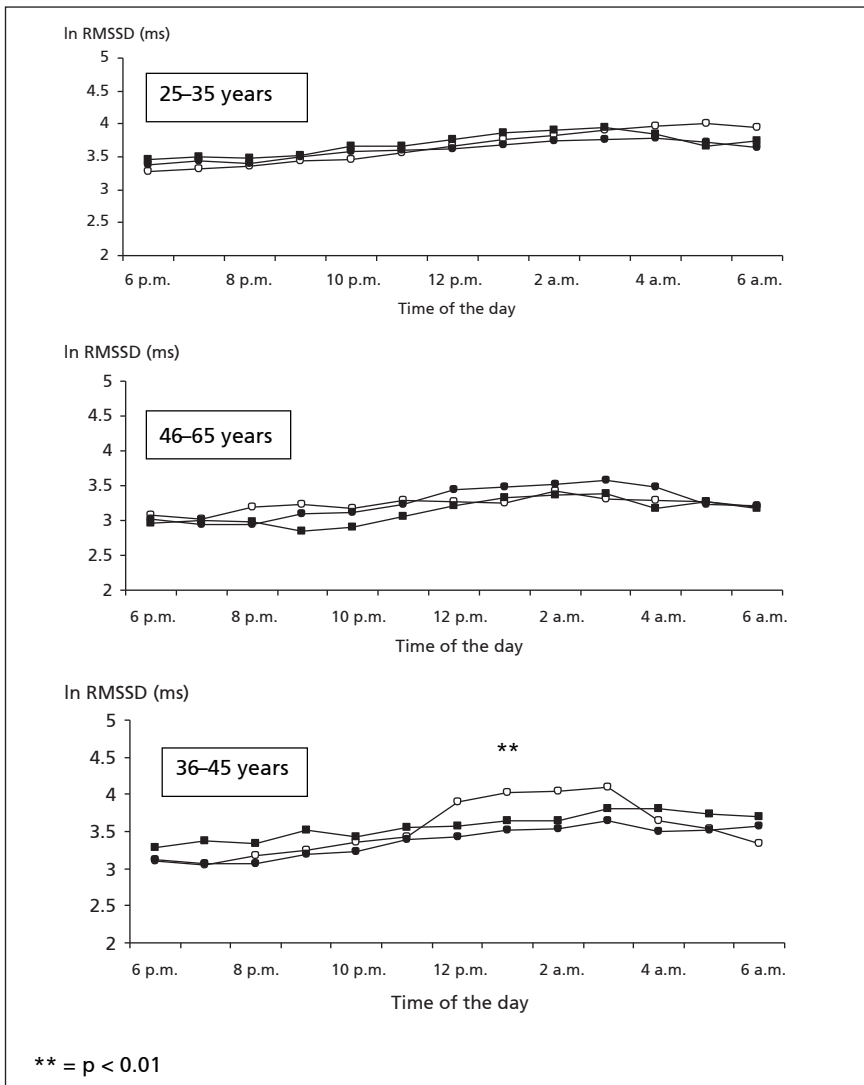 ln RMSSD (ms)
5
4.5
4
3.5
3
2.5
2
25–35 years
6 p.m. 8 p.m. 10 p.m. 12 p.m. 2 a.m. 4 a.m. 6 a.m.
Time of the day
ln RMSSD (ms)
5
4.5
4
3.5
3
2.5
2
46–65 years
6 p.m. 8 p.m. 10 p.m. 12 p.m. 2 a.m. 4 a.m. 6 a.m.
Time of the day
ln RMSSD (ms)
5
4.5
4
3.5
3
2.5
2
36–45 years
**
6 p.m. 8 p.m. 10 p.m. 12 p.m. 2 a.m. 4 a.m. 6 a.m.
Time of the day
** = p < 0.01